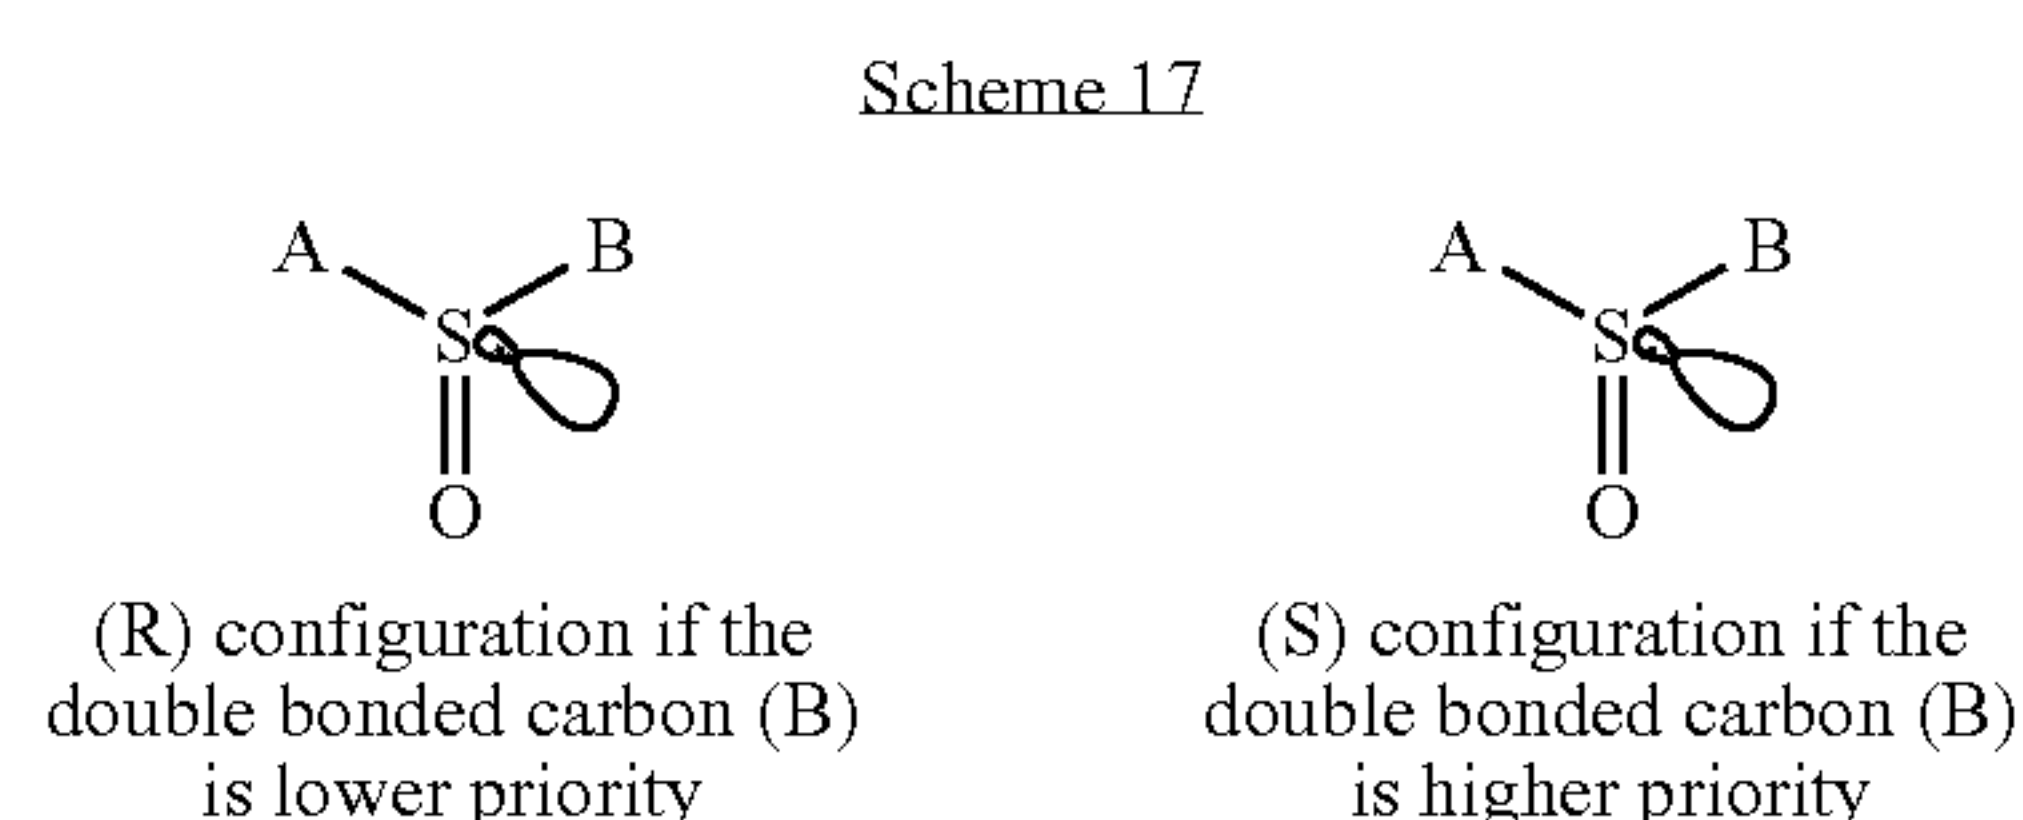 Scheme 17
A B A B
S S
O O
(R) configuration if the (S) configuration if the
double bonded carbon (B) double bonded carbon (B)
is lower priority is higher priority